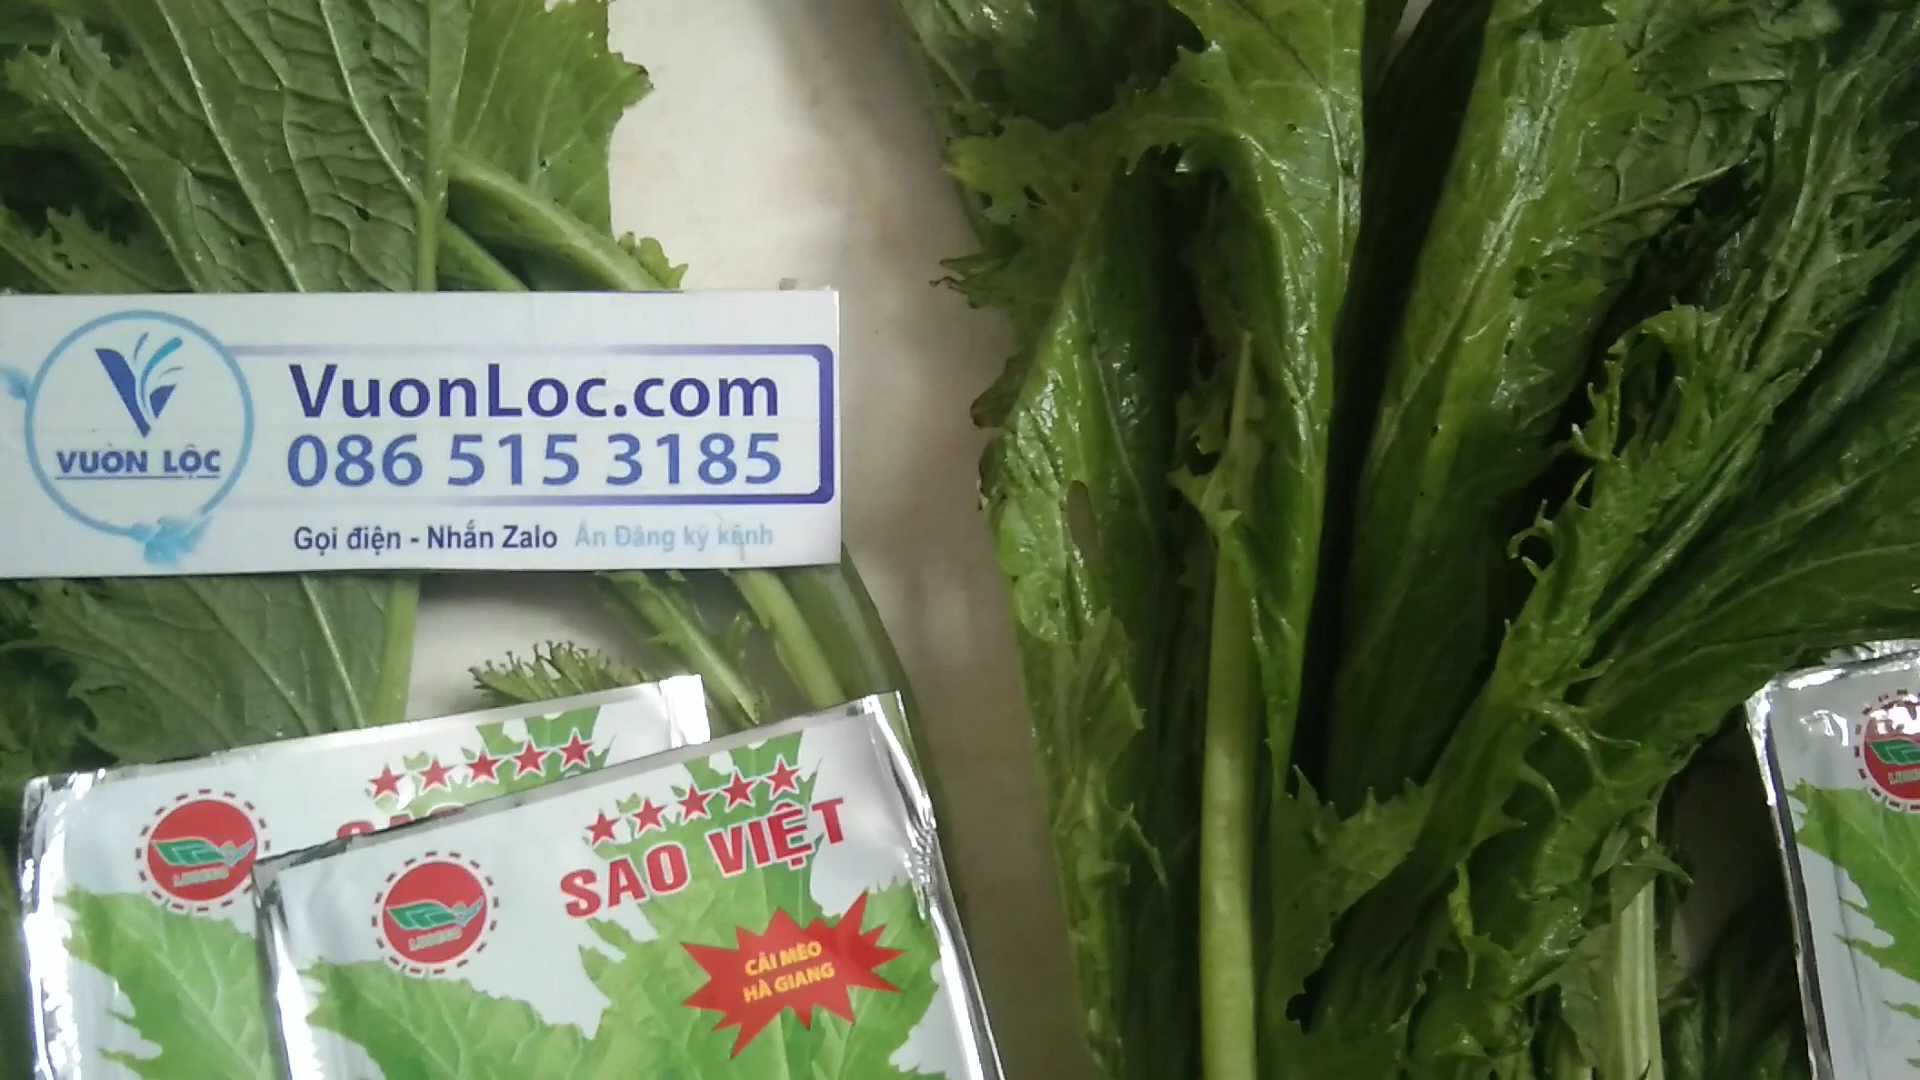 VƯỜN LỘC
VuonLoc.com
086 515 3185
Gọi điện - Nhắn Zalo Ấn Đăng ký kênh
SAO VIỆT
CẢI MÈO
HÀ GIANG